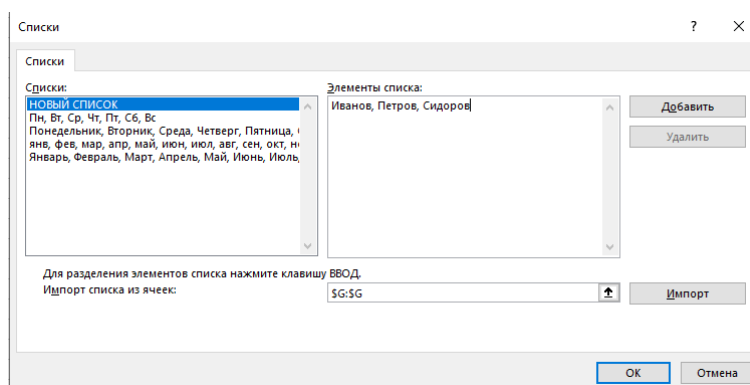 Списки
? ×
Списки
Списки:
НОВЫЙ СПИСОК
Пн, Вт, Ср, Чт, Пт, Сб, Вс
Понедельник, Вторник, Среда, Четверг, Пятница,
янв, фев, мар, апр, май, июн, июл, авг, сен, окт,
Январь, Февраль, Март, Апрель, Май, Июнь, Июль,
Элементы списка:
Иванов, Петров, Сидоров
Добавить
Удалить
Для разделения элементов списка нажмите клавишу ВВОД.
Импорт списка из ячеек:
$G:$G
Импорт
ОК
Отмена